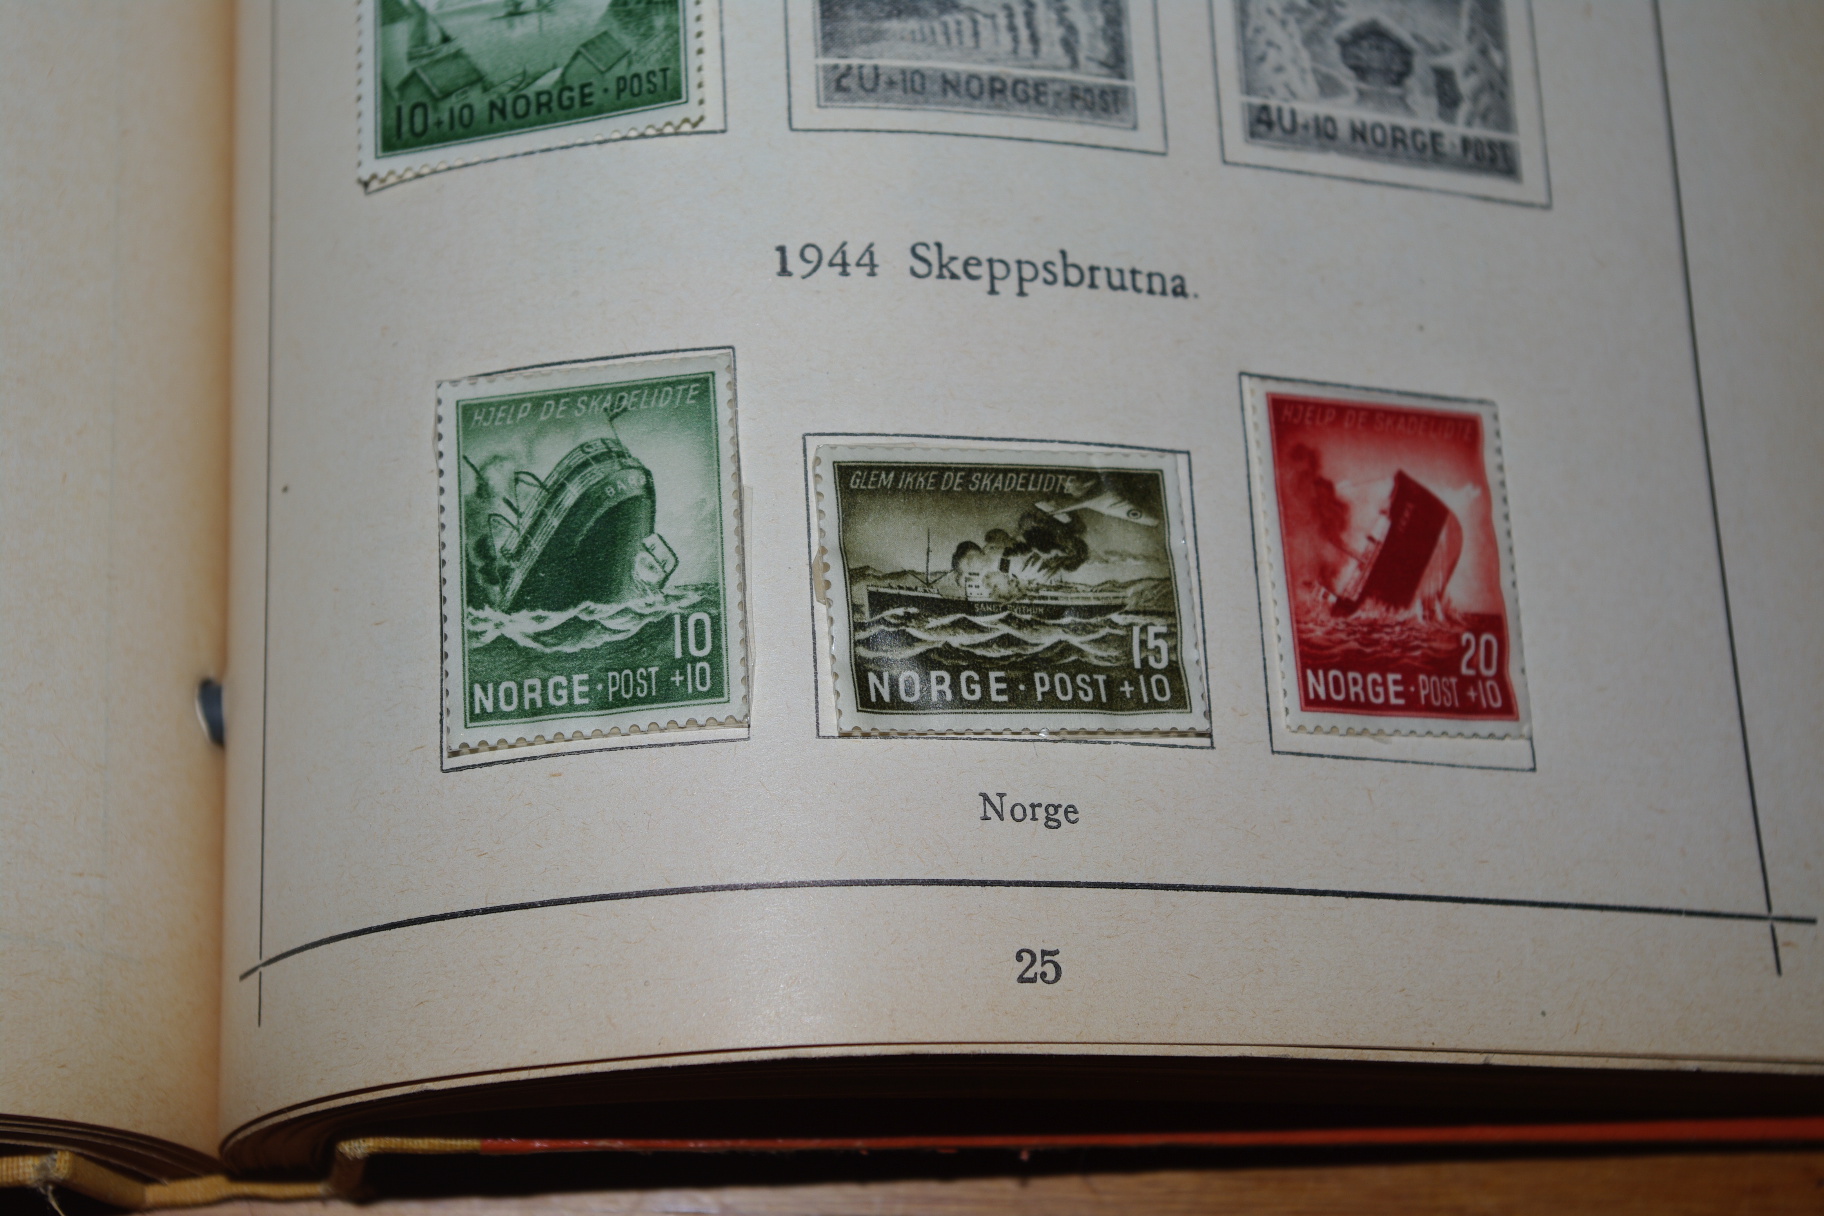 10+10 NORGE · POST
20+10 NORGE · POST
40+10 NORGE · POST
1944 Skeppsbrutna.
HJELP DE SKADELIDTE
10
NORGE · POST +10
GLEM IKKE DE SKADELIDTE
SANCT SVITHUN
15
NORGE · POST +10
HJELP DE SKADELIDTE
20
NORGE · POST +10
Norge
25